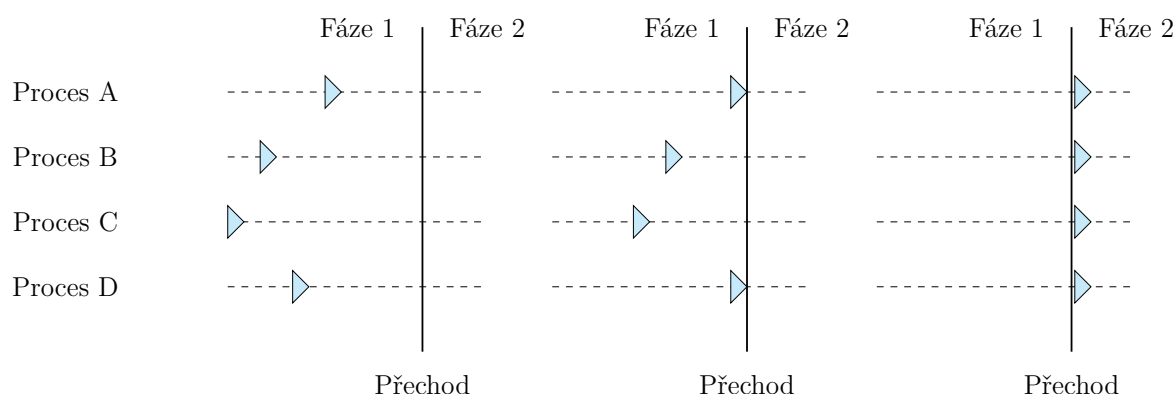 Fáze 1 Fáze 2 Fáze 1 Fáze 2 Fáze 1 Fáze 2
Proces A
Proces B
Proces C
Proces D
Přechod Přechod Přechod